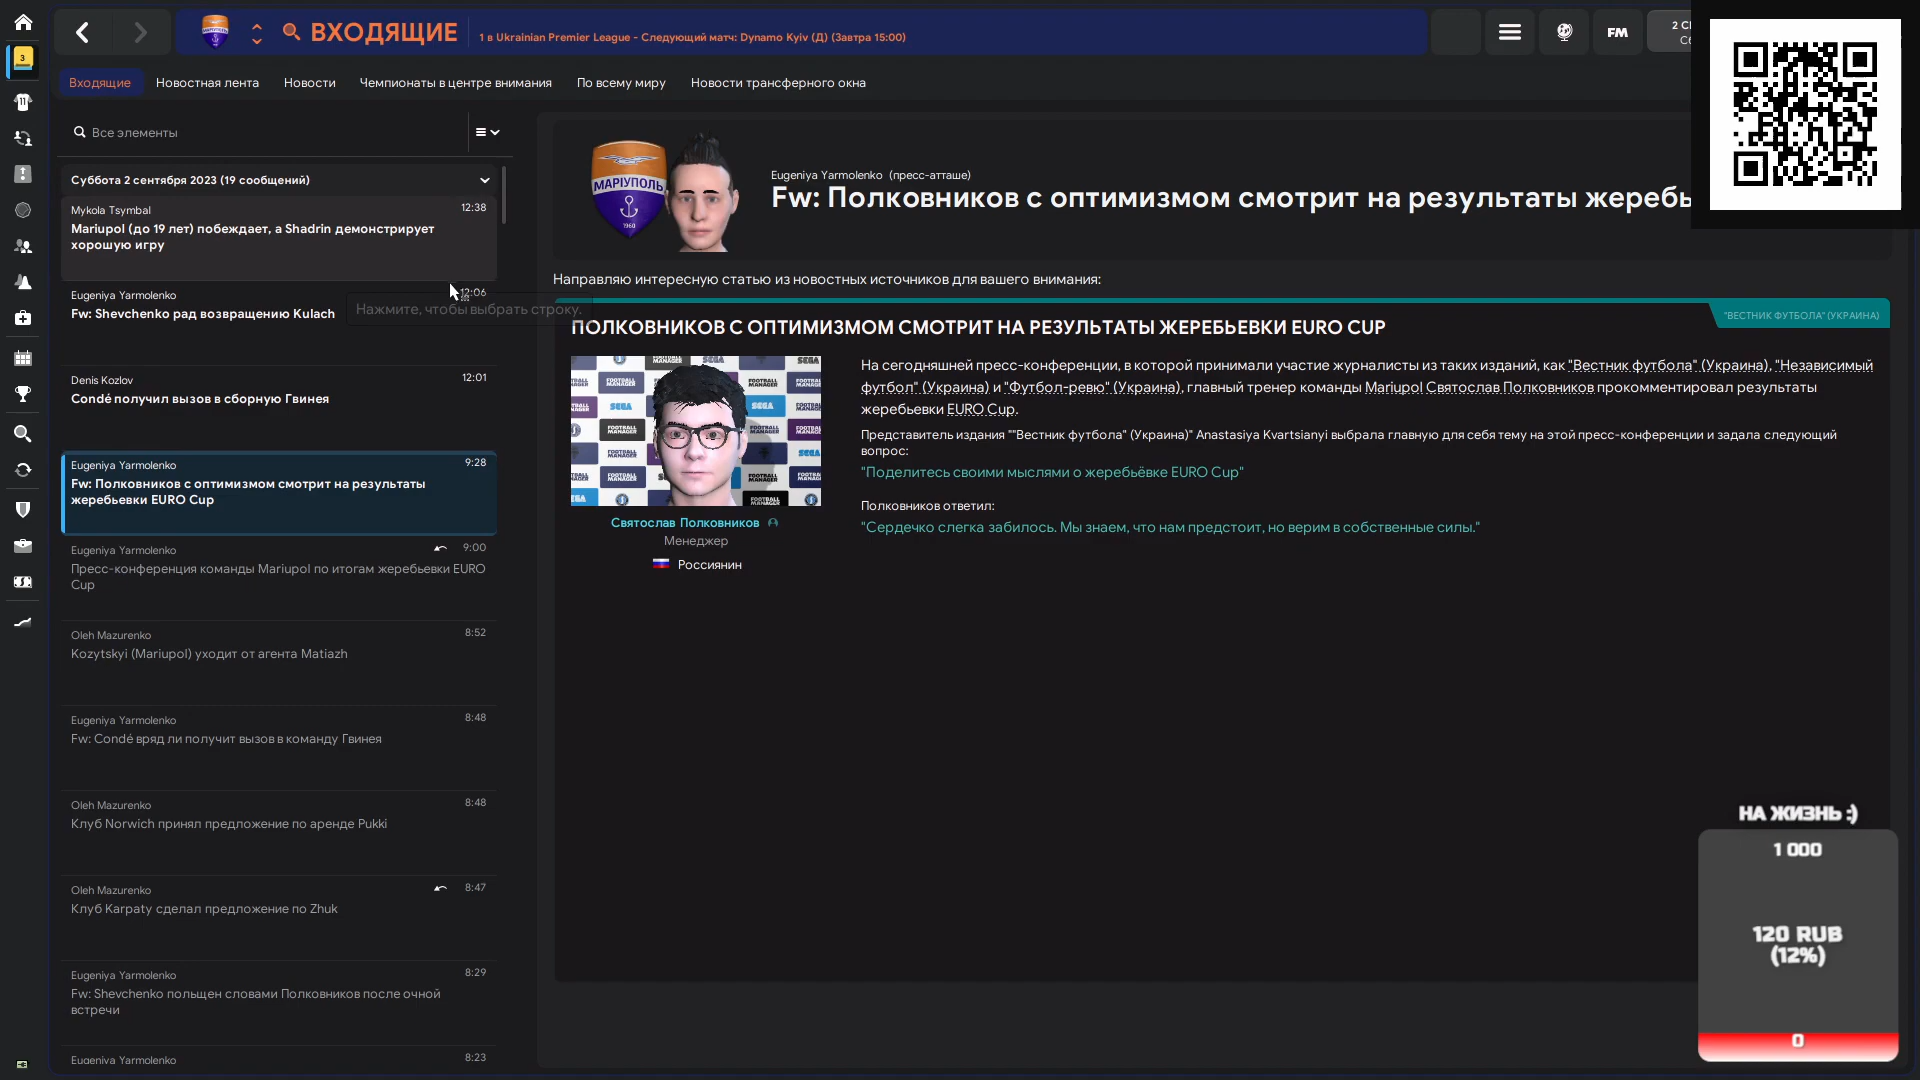 ВХОДЯЩИЕ
1 в Ukrainian Premier League - Следующий матч: Dynamo Kyiv (Д) (Завтра 15:00)
FM
3
Входящие
Новостная лента
Новости
Чемпионаты в центре внимания
По всему миру
Новости трансферного окна
Все элементы
Суббота 2 сентября 2023 (19 сообщений)
Mykola Tsymbal
12:38
Mariupol (до 19 лет) побеждает, а Shadrin демонстрирует
хорошую игру
Eugeniya Yarmolenko
12:06
Fw: Shevchenko рад возвращению Kulach
Нажмите, чтобы выбрать строку.
Denis Kozlov
12:01
Condé получил вызов в сборную Гвинея
Eugeniya Yarmolenko
9:28
Fw: Полковников с оптимизмом смотрит на результаты
жеребьевки EURO Cup
Eugeniya Yarmolenko
9:00
Пресс-конференция команды Mariupol по итогам жеребьевки EURO
Cup
Oleh Mazurenko
8:52
Kozytskyi (Mariupol) уходит от агента Matiazh
Eugeniya Yarmolenko
8:48
Fw: Condé вряд ли получит вызов в команду Гвинея
Oleh Mazurenko
8:48
Клуб Norwich принял предложение по аренде Pukki
Oleh Mazurenko
8:47
Клуб Karpaty сделал предложение по Zhuk
Eugeniya Yarmolenko
8:29
Fw: Shevchenko польщен словами Полковников после очной
встречи
Eugeniya Yarmolenko
8:23
МАРІУПОЛЬ
1960
Eugeniya Yarmolenko (пресс-атташе)
Fw: Полковников с оптимизмом смотрит на результаты жеребь
Направляю интересную статью из новостных источников для вашего внимания:
"ВЕСТНИК ФУТБОЛА" (УКРАИНА)
ПОЛКОВНИКОВ С ОПТИМИЗМОМ СМОТРИТ НА РЕЗУЛЬТАТЫ ЖЕРЕБЬЕВКИ EURO CUP
SEGA
FOOTBALL MANAGER
Святослав Полковников
Менеджер
Россиянин
На сегодняшней пресс-конференции, в которой принимали участие журналисты из таких изданий, как "Вестник футбола" (Украина), "Независимый
футбол" (Украина) и "Футбол-ревю" (Украина), главный тренер команды Mariupol Святослав Полковников прокомментировал результаты
жеребьевки EURO Cup.
Представитель издания ""Вестник футбола" (Украина)" Anastasiya Kvartsianyi выбрала главную для себя тему на этой пресс-конференции и задала следующий
вопрос:
"Поделитесь своими мыслями о жеребьёвке EURO Cup"
Полковников ответил:
"Сердечко слегка забилось. Мы знаем, что нам предстоит, но верим в собственные силы."
НА ЖИЗНЬ :)
1 000
120 RUB
(12%)
0